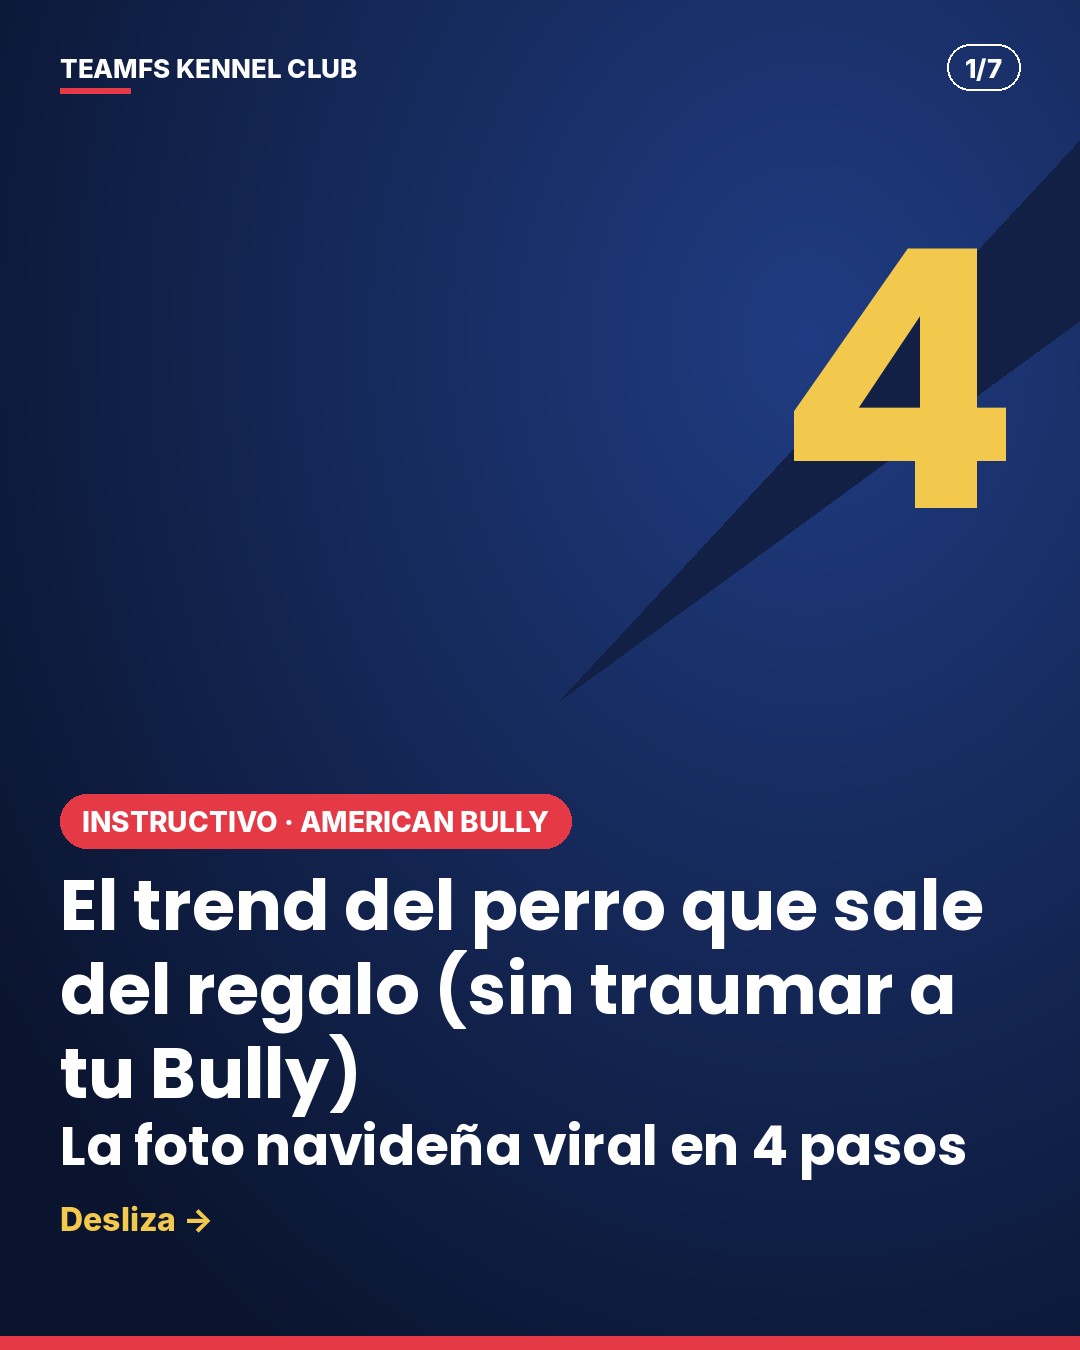 TEAMFS KENNEL CLUB
1/7
4
INSTRUCTIVO · AMERICAN BULLY
El trend del perro que sale
del regalo (sin traumar a
tu Bully)
La foto navideña viral en 4 pasos
Desliza →